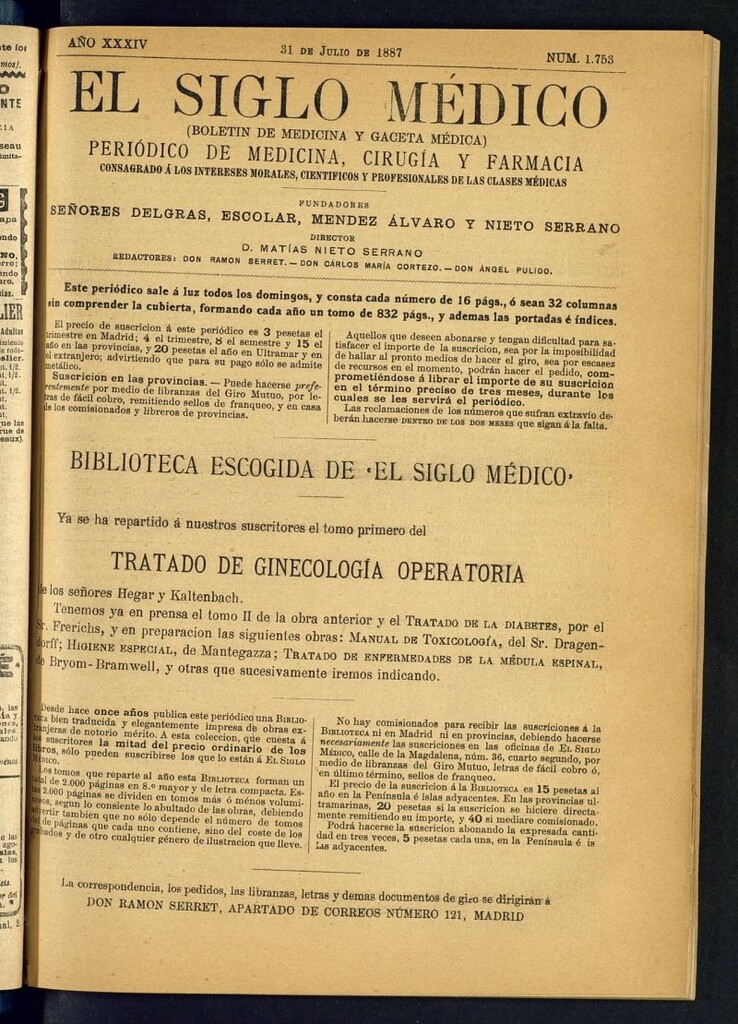 AÑO XXXIV
31 DE JULIO DE 1887
NUM. 1.753
EL SIGLO MÉDICO
(BOLETIN DE MEDICINA Y GACETA MÉDICA)
PERIÓDICO DE MEDICINA, CIRUGÍA Y FARMACIA
CONSAGRADO Á LOS INTERESES MORALES, CIENTIFICOS Y PROFESIONALES DE LAS CLASES MÉDICAS
FUNDADORES
SEÑORES DELGRAS, ESCOLAR, MENDEZ ÁLVARO Y NIETO SERRANO
DIRECTOR
D. MATÍAS NIETO SERRANO
REDACTORES: DON RAMON SERRET. — DON CÁRLOS MARÍA CORTEZO. — DON ÁNGEL PULIDO.
Este periódico sale á luz todos los domingos, y consta cada número de 16 págs., ó sean 32 columnas
sin comprender la cubierta, formando cada año un tomo de 832 págs., y ademas las portadas é índices.
El precio de suscricion á este periódico es 3 pesetas el
trimestre en Madrid; 4 el trimestre, 8 el semestre y 15 el
año en las provincias, y 20 pesetas el año en Ultramar y en
el extranjero; advirtiendo que para su pago sólo se admite
metálico.
Suscricion en las provincias. — Puede hacerse prefe-
rentemente por medio de libranzas del Giro Mutuo, por le-
tras de fácil cobro, remitiendo sellos de franqueo, y en casa
de los comisionados y libreros de provincias.
Aquellos que deseen abonarse y tengan dificultad para sa-
tisfacer el importe de la suscricion, sea por la imposibilidad
de hallar al pronto medios de hacer el giro, sea por escasez
de recursos en el momento, podrán hacer el pedido, com-
prometiéndose á librar el importe de su suscricion
en el término preciso de tres meses, durante los
cuales se les servirá el periódico.
Las reclamaciones de los números que sufran extravío de-
berán hacerse DENTRO DE LOS DOS MESES que sigan á la falta.
BIBLIOTECA ESCOGIDA DE «EL SIGLO MÉDICO»
Ya se ha repartido á nuestros suscritores el tomo primero del
TRATADO DE GINECOLOGÍA OPERATORIA
de los señores Hegar y Kaltenbach.
Tenemos ya en prensa el tomo II de la obra anterior y el TRATADO DE LA DIABETES, por el
Sr. Frerichs, y en preparacion las siguientes obras: MANUAL DE TOXICOLOGÍA, del Sr. Dragen-
dorff; HIGIENE ESPECIAL, de Mantegazza; TRATADO DE ENFERMEDADES DE LA MÉDULA ESPINAL,
de Bryom-Bramwell, y otras que sucesivamente iremos indicando.
Desde hace once años publica este periódico una BIBLIO-
TECA bien traducida y elegantemente impresa de obras ex-
tranjeras de notorio mérito. A esta coleccion, que cuesta á
los suscritores la mitad del precio ordinario de los
libros, sólo pueden suscribirse los que lo están á EL SIGLO
MÉDICO.
Los tomos que reparte al año esta BIBLIOTECA forman un
total de 2.000 páginas en 8.º mayor y de letra compacta. Es-
tas 2.000 páginas se dividen en tomos más ó ménos volumi-
nosos, segun lo consiente lo abultado de las obras, debiendo
advertir tambien que no sólo depende el número de tomos
del de páginas que cada uno contiene, sino del coste de los
grabados y de otro cualquier género de ilustracion que lleve.
No hay comisionados para recibir las suscriciones á la
BIBLIOTECA ni en Madrid ni en provincias, debiendo hacerse
necesariamente las suscriciones en las oficinas de EL SIGLO
MÉDICO, calle de la Magdalena, núm. 36, cuarto segundo, por
medio de libranzas del Giro Mutuo, letras de fácil cobro ó,
en último término, sellos de franqueo.
El precio de la suscricion á la BIBLIOTECA es 15 pesetas al
año en la Península é islas adyacentes. En las provincias ul-
tramarinas, 20 pesetas si la suscricion se hiciere directa-
mente remitiendo su importe, y 40 si mediare comisionado.
Podrá hacerse la suscricion abonando la expresada canti-
dad en tres veces, 5 pesetas cada una, en la Península é is
Las adyacentes.
La correspondencia, los pedidos, las libranzas, letras y demas documentos de giro se dirigirán á
DON RAMON SERRET, APARTADO DE CORREOS NÚMERO 121, MADRID